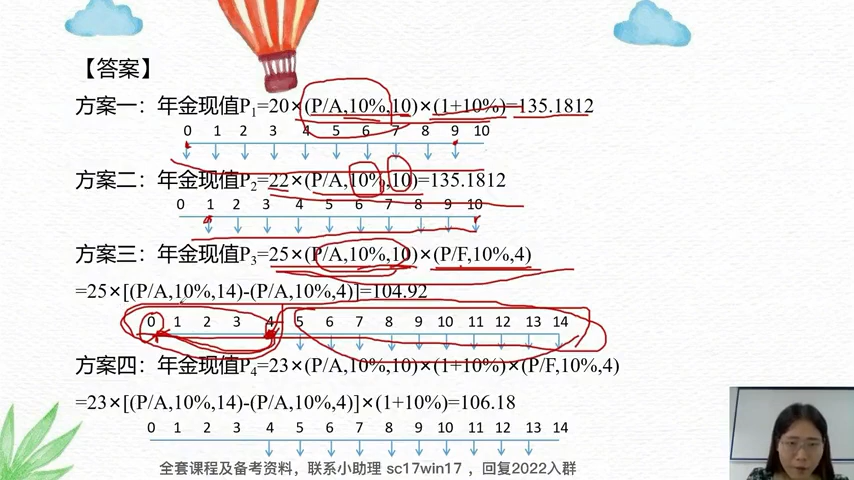 【答案】
方案一：年金现值P₁=20×(P/A,10%,10)×(1+10%)=135.1812
0 1 2 3 4 5 6 7 8 9 10
方案二：年金现值P₂=22×(P/A,10%,10)=135.1812
0 1 2 3 4 5 6 7 8 9 10
方案三：年金现值P₃=25×(P/A,10%,10)×(P/F,10%,4)
=25×[(P/A,10%,14)-(P/A,10%,4)]=104.92
0 1 2 3 4 5 6 7 8 9 10 11 12 13 14
方案四：年金现值P₄=23×(P/A,10%,10)×(1+10%)×(P/F,10%,4)
=23×[(P/A,10%,14)-(P/A,10%,4)]×(1+10%)=106.18
0 1 2 3 4 5 6 7 8 9 10 11 12 13 14
全套课程及备考资料，联系小助理 sc17win17 ，回复2022入群